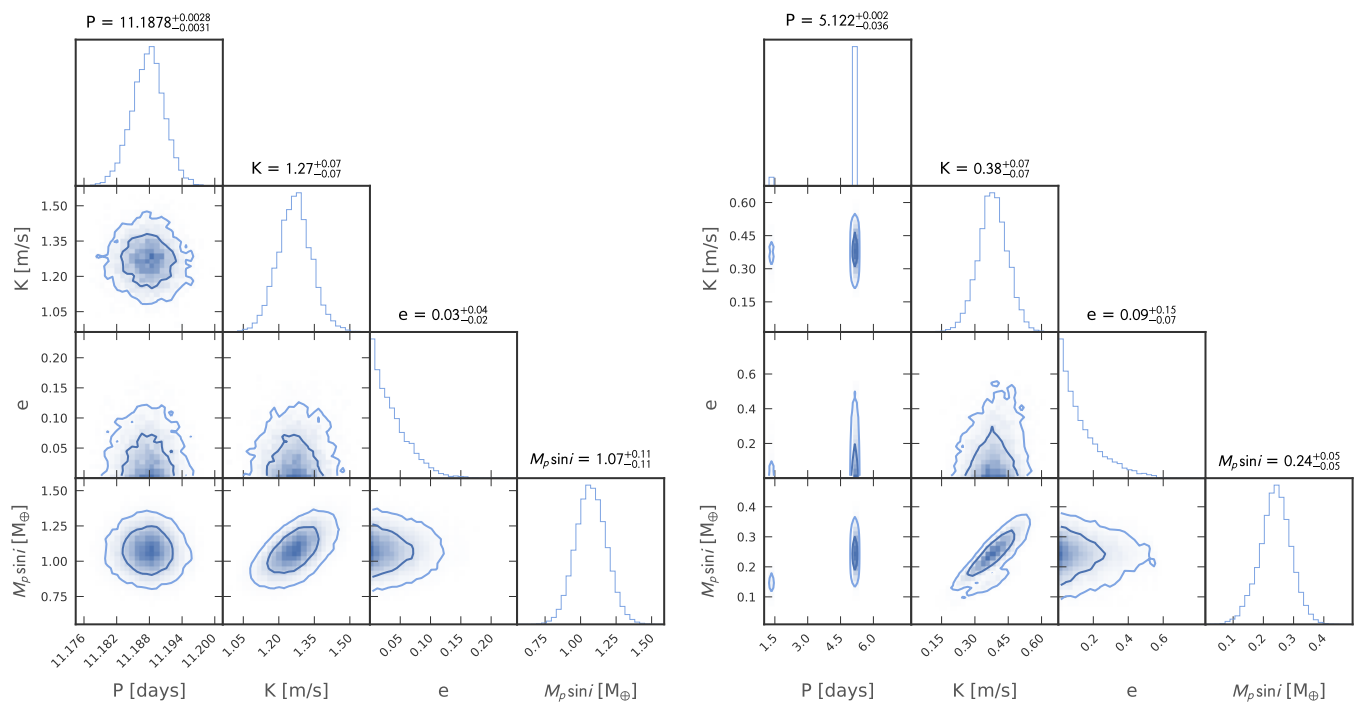 P = 11.1878^{+0.0028}_{-0.0031}
P = 5.122^{+0.002}_{-0.036}
K = 1.27^{+0.07}_{-0.07}
K = 0.38^{+0.07}_{-0.07}
K [m/s]
1.50
1.35
1.20
1.05
K [m/s]
0.60
0.45
0.30
0.15
e = 0.03^{+0.04}_{-0.02}
e = 0.09^{+0.15}_{-0.07}
e
0.20
0.15
0.10
0.05
e
0.6
0.4
0.2
M_p sin i = 1.07^{+0.11}_{-0.11}
M_p sin i = 0.24^{+0.05}_{-0.05}
M_p sin i [M_⊕]
1.50
1.25
1.00
0.75
M_p sin i [M_⊕]
0.4
0.3
0.2
0.1
11.176 11.182 11.188 11.194 11.200
1.05 1.20 1.35 1.50
0.05 0.10 0.15 0.20
0.75 1.00 1.25 1.50
1.5 3.0 4.5 6.0
0.15 0.30 0.45 0.60
0.2 0.4 0.6
0.1 0.2 0.3 0.4
P [days]
K [m/s]
e
M_p sin i [M_⊕]
P [days]
K [m/s]
e
M_p sin i [M_⊕]